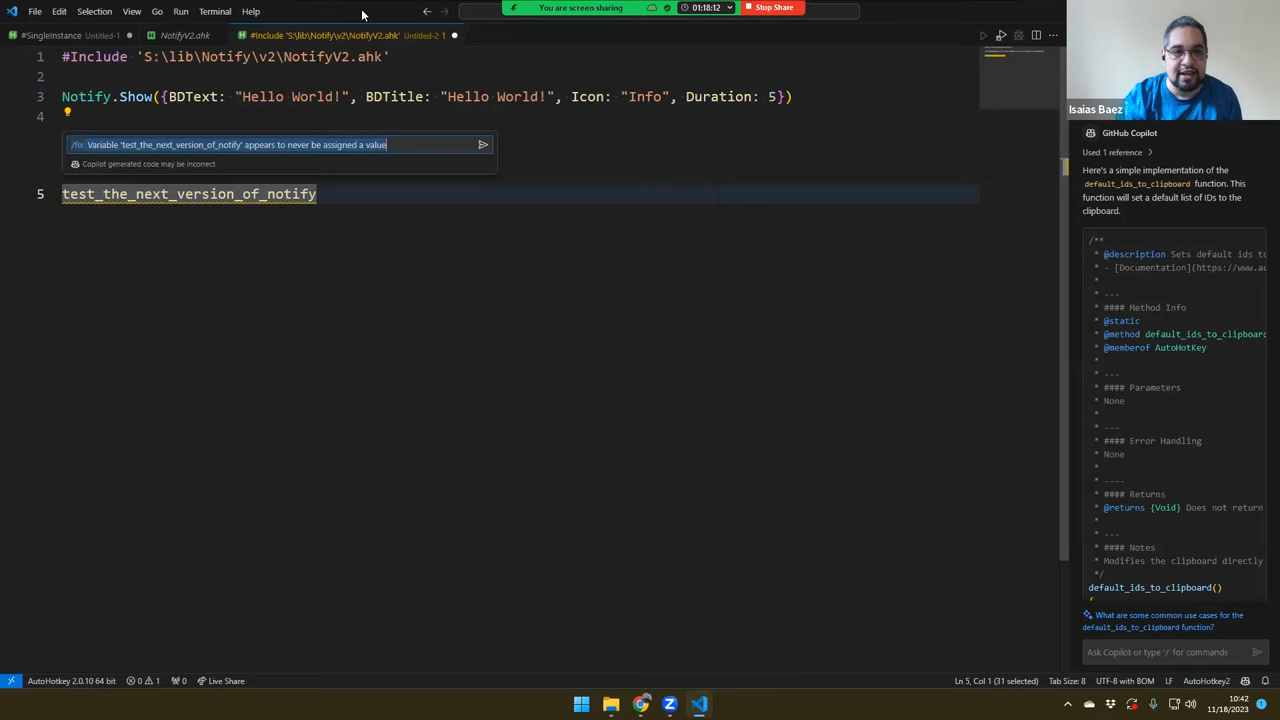 File Edit Selection View Go Run Terminal Help
You are screen sharing 01:18:12 Stop Share
#SingleInstance Untitled-1
NotifyV2.ahk
#Include 'S:\lib\Notify\v2\NotifyV2.ahk' Untitled-2 1
1 #Include 'S:\lib\Notify\v2\NotifyV2.ahk'
2
3 Notify.Show({BDText: "Hello World!", BDTitle: "Hello World!", Icon: "Info", Duration: 5})
4
/fix Variable 'test_the_next_version_of_notify' appears to never be assigned a value
Copilot generated code may be incorrect
5 test_the_next_version_of_notify
Isaias Baez
GitHub Copilot
Used 1 reference
Here's a simple implementation of the
default_ids_to_clipboard function. This
function will set a default list of IDs to the
clipboard.
/**
* @description Sets default ids to
* - [Documentation](https://www.au
*
* ---
* #### Method Info
* @static
* @method default_ids_to_clipboard
* @memberof AutoHotKey
*
* ---
* #### Parameters
* None
*
* ---
* #### Error Handling
* None
*
* ----
* #### Returns
* @returns {Void} Does not return
*
* ---
* #### Notes
* Modifies the clipboard directly
*/
default_ids_to_clipboard()
{
What are some common use cases for the
default_ids_to_clipboard function?
Ask Copilot or type '/' for commands
AutoHotkey 2.0.10 64 bit 0 1 0 Live Share
Ln 5, Col 1 (31 selected) Tab Size: 8 UTF-8 with BOM LF AutoHotkey2
10:42
11/18/2023